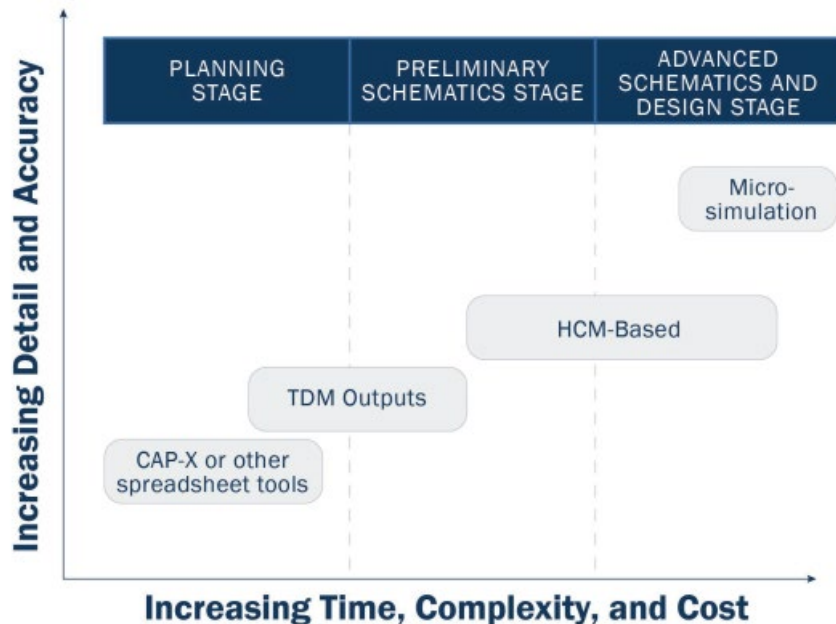 PLANNING
STAGE
PRELIMINARY
SCHEMATICS STAGE
ADVANCED
SCHEMATICS AND
DESIGN STAGE
Increasing Detail and Accuracy
Micro-
simulation
HCM-Based
TDM Outputs
CAP-X or other
spreadsheet tools
Increasing Time, Complexity, and Cost